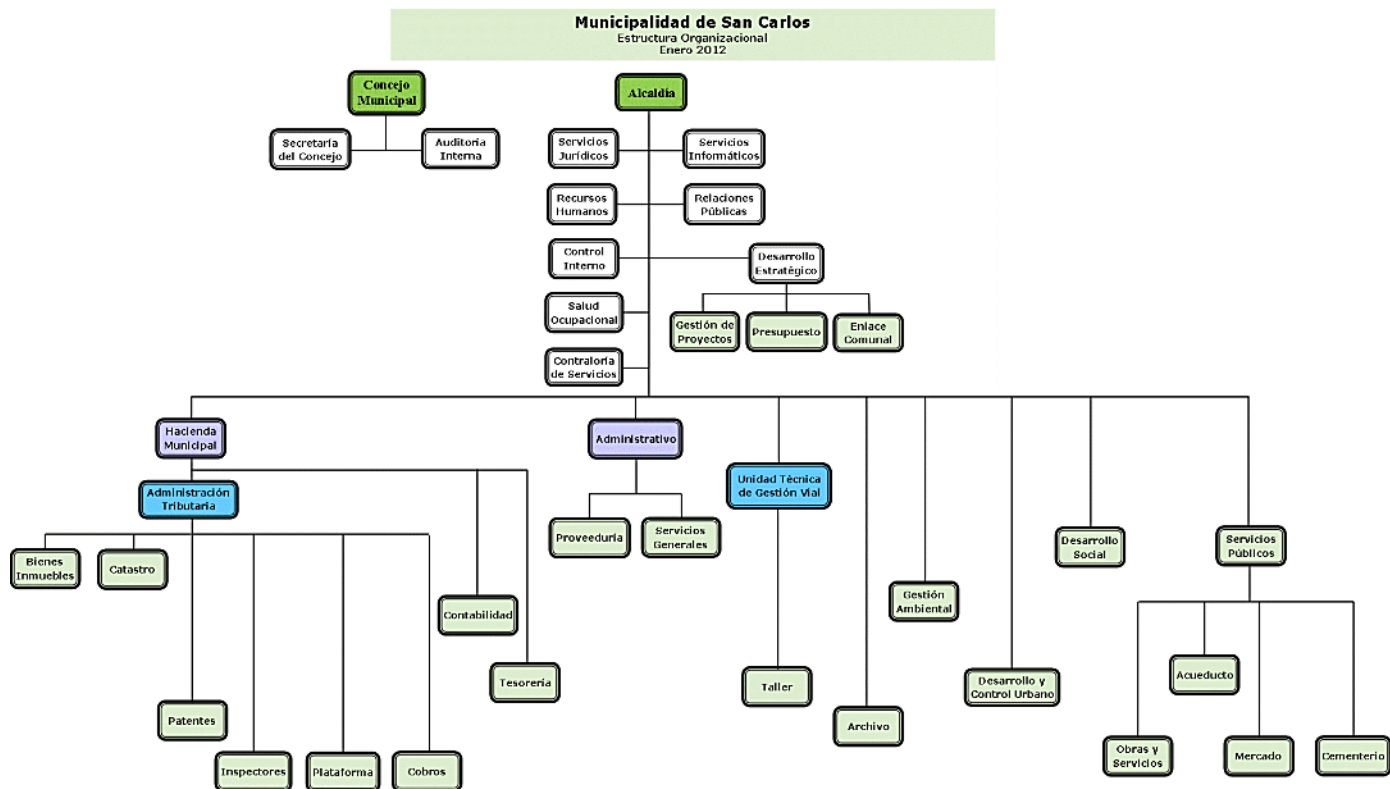 Municipalidad de San Carlos
Estructura Organizacional
Enero 2012
Concejo
Municipal
Alcaldía
Secretaría
del Concejo
Auditoría
Interna
Servicios
Jurídicos
Servicios
Informáticos
Recursos
Humanos
Relaciones
Públicas
Control
Interno
Desarrollo
Estratégico
Salud
Ocupacional
Gestión de
Proyectos
Presupuesto
Enlace
Comunal
Contraloría
de Servicios
Hacienda
Municipal
Administrativo
Unidad Técnica
de Gestión Vial
Administración
Tributaria
Proveeduría
Servicios
Generales
Desarrollo
Social
Servicios
Públicos
Bienes
Inmuebles
Catastro
Contabilidad
Gestión
Ambiental
Tesorería
Taller
Desarrollo y
Control Urbano
Acueducto
Patentes
Archivo
Inspectores
Plataforma
Cobros
Obras y
Servicios
Mercado
Cementerio